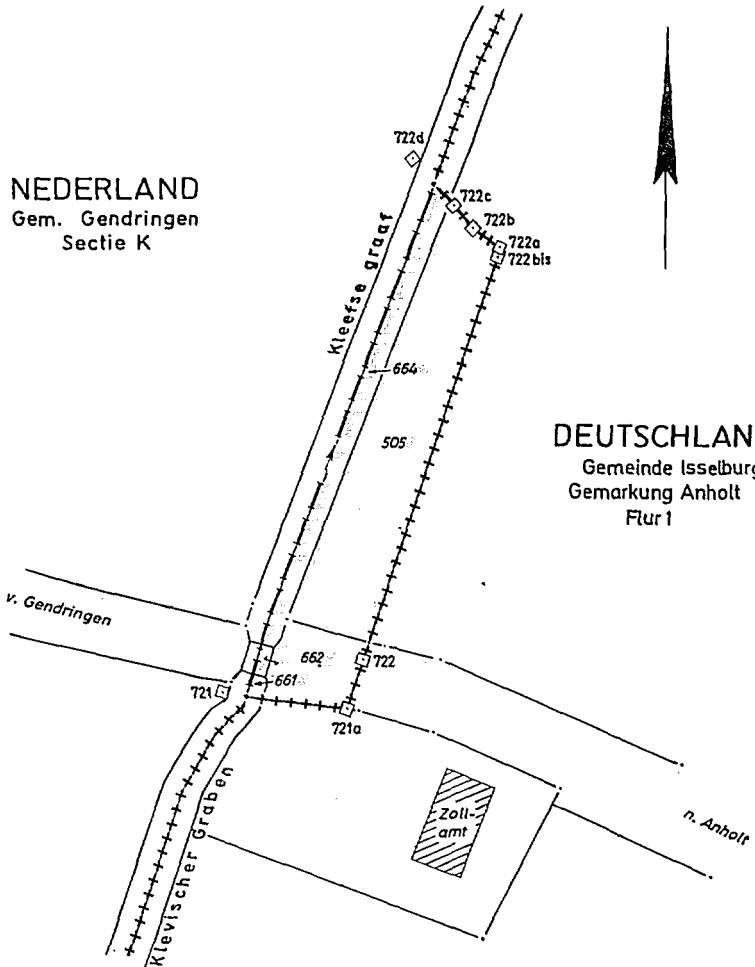 722d
NEDERLAND
Gem. Gendringen
Sectie K
722c
722b
722a
722bis
Kleefse graaf
664
505
DEUTSCHLAN
Gemeinde Isselburg
Gemarkung Anholt
Flur 1
v. Gendringen
662
722
721
661
721a
Klevischer Graben
Zoll-
amt
n. Anholt